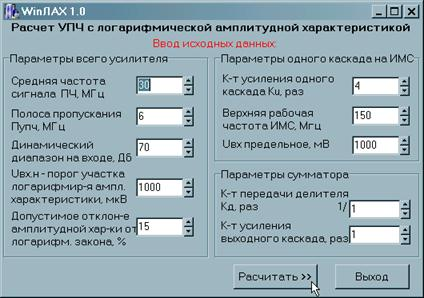 WinЛАХ 1.0
Расчет УПЧ с логарифмической амплитудной характеристикой
Ввод исходных данных:
Параметры всего усилителя
Средняя частота
сигнала ПЧ, МГц
30
Полоса пропускания
Пупч, МГц
6
Динамический
диапазон на входе, Дб
70
Uвх.н - порог участка
логарифмир-я ампл.
характеристики, мкВ
1000
Допустимое отклон-е
амплитудной хар-ки от
логарифм. закона, %
15
Параметры одного каскада на ИМС
К-т усиления одного
каскада Ku, раз
4
Верхняя рабочая
частота ИМС, Мгц
150
Uвх предельное, мВ
1000
Параметры сумматора
К-т передачи делителя
Kд, раз 1/
1
К-т усиления
выходного каскада, раз
1
Расчитать >>
Выход